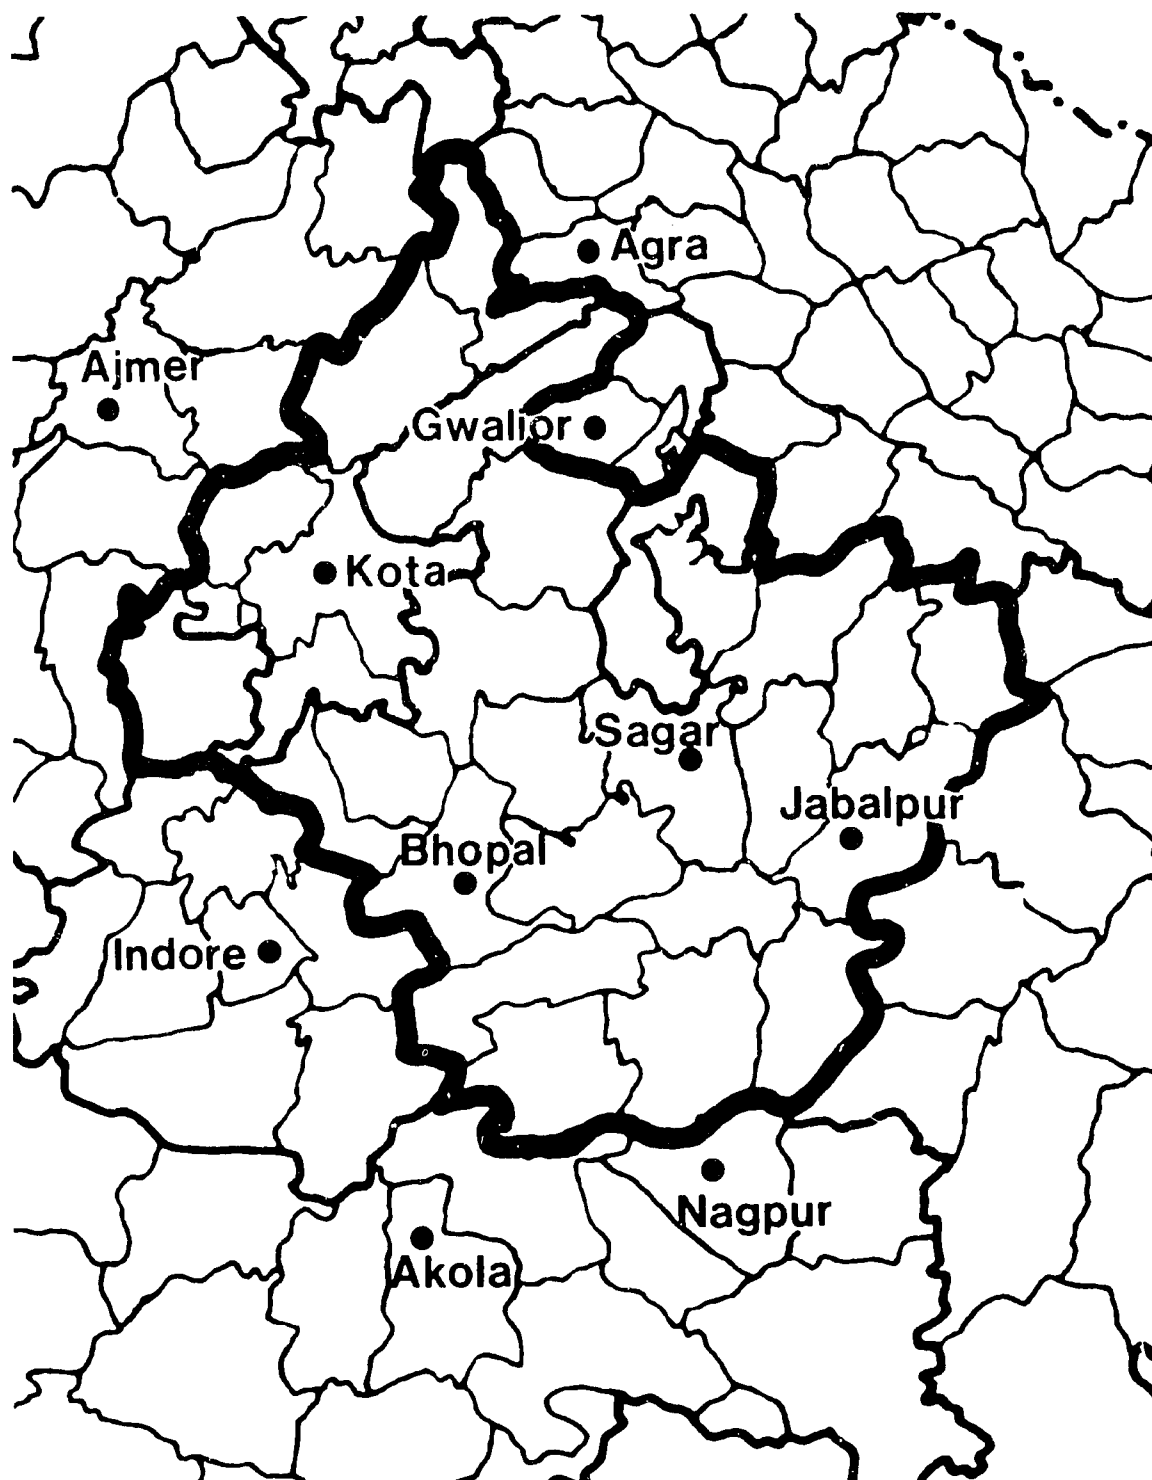 Agra
Ajmer
Gwalior
Kota
Sagar
Jabalpur
Bhopal
Indore
Nagpur
Akola